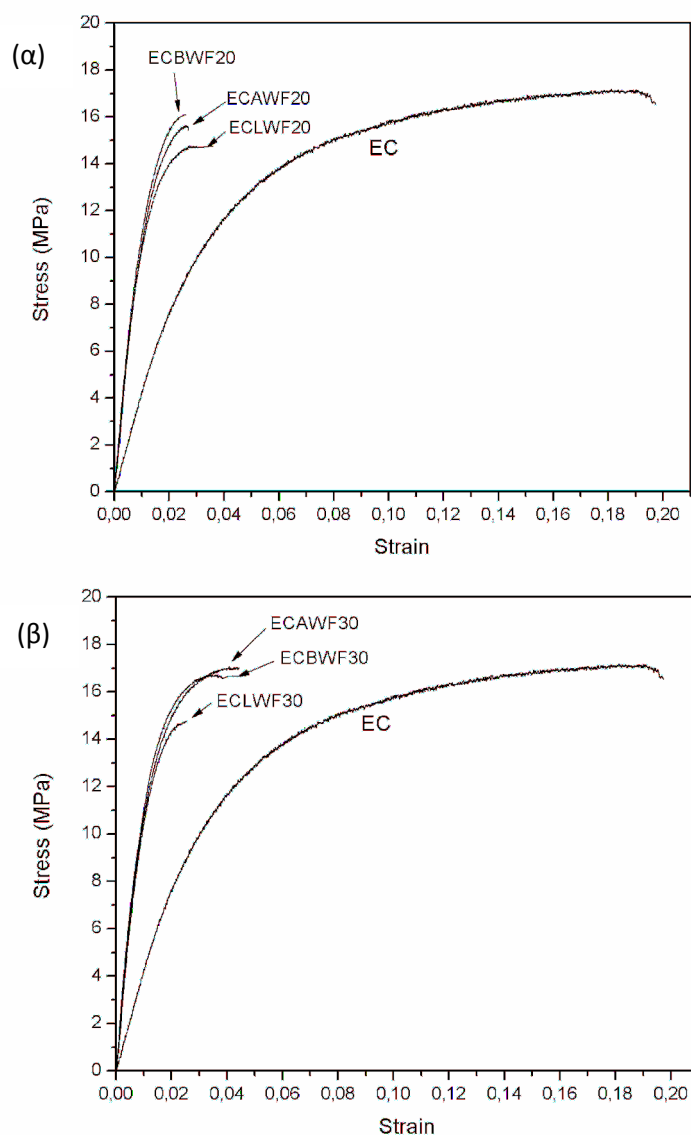 (α)
20
18
16
14
12
10
8
6
4
2
0
Stress (MPa)
ECBWF20
ECAWF20
ECLWF20
EC
0,00 0,02 0,04 0,06 0,08 0,10 0,12 0,14 0,16 0,18 0,20
Strain
(β)
20
18
16
14
12
10
8
6
4
2
0
Stress (MPa)
ECAWF30
ECBWF30
ECLWF30
EC
0,00 0,02 0,04 0,06 0,08 0,10 0,12 0,14 0,16 0,18 0,20
Strain